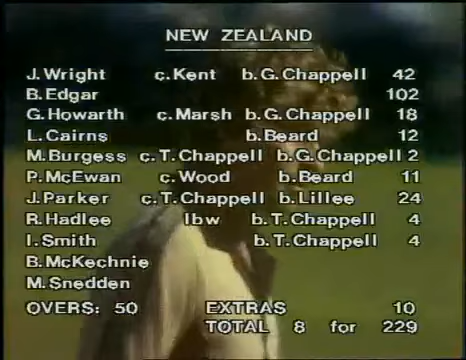 NEW ZEALAND
J. Wright c. Kent b. G. Chappell 42
B. Edgar 102
G. Howarth c. Marsh b. G. Chappell 18
L. Cairns b. Beard 12
M. Burgess c. T. Chappell b. G. Chappell 2
P. McEwan c. Wood b. Beard 11
J. Parker c. T. Chappell b. Lillee 24
R. Hadlee lbw b. T. Chappell 4
I. Smith b. T. Chappell 4
B. McKechnie
M. Snedden
OVERS: 50 EXTRAS 10
TOTAL 8 for 229